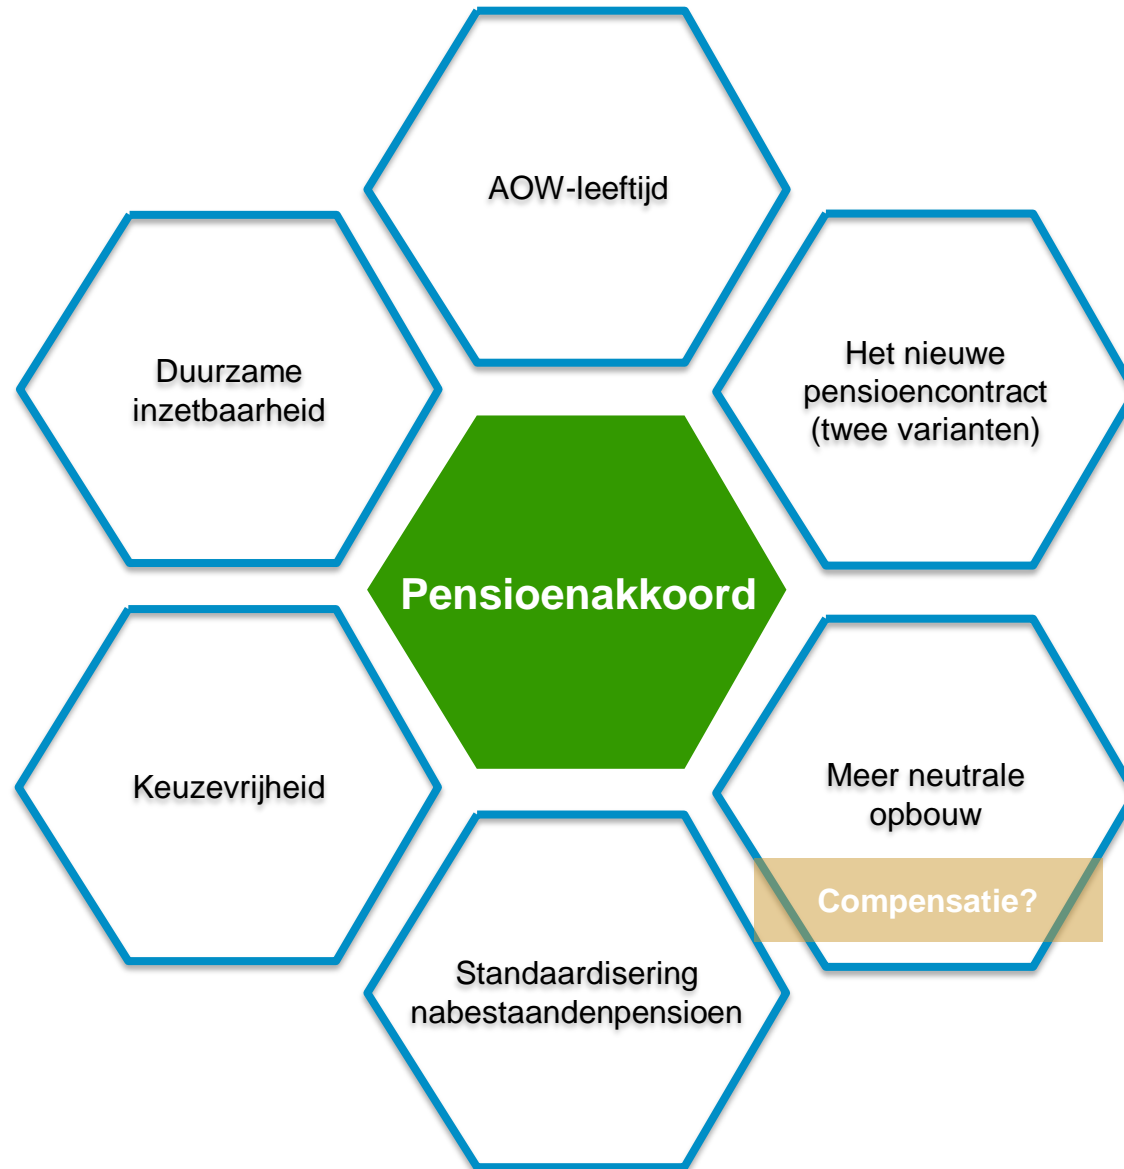 AOW-leeftijd
Het nieuwe
pensioencontract
(twee varianten)
Duurzame
inzetbaarheid
Pensioenakkoord
Keuzevrijheid
Meer neutrale
opbouw
Compensatie?
Standaardisering
nabestaandenpensioen